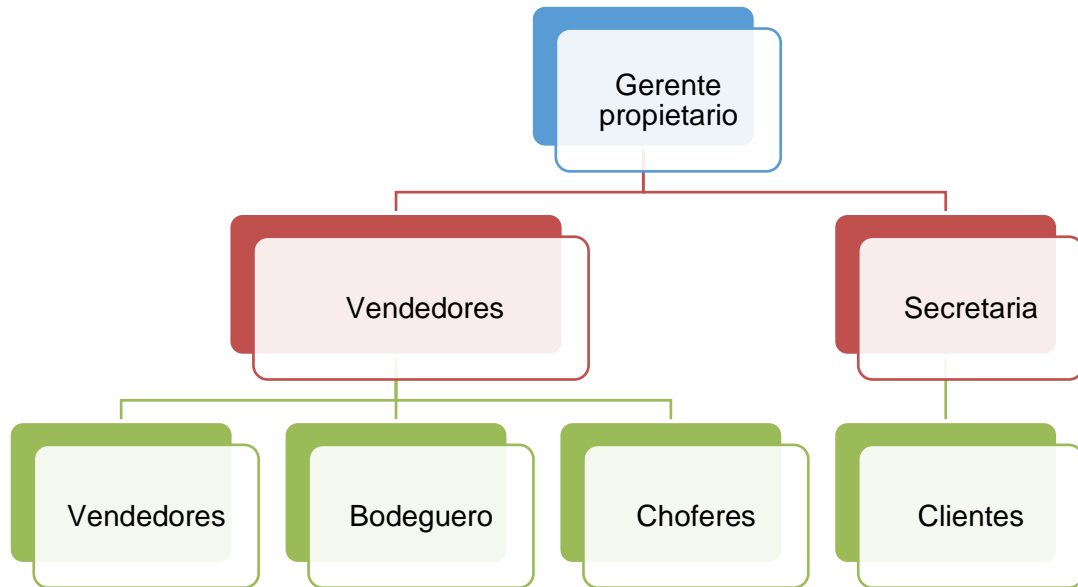 Gerente
propietario
Vendedores
Secretaria
Vendedores
Bodeguero
Choferes
Clientes